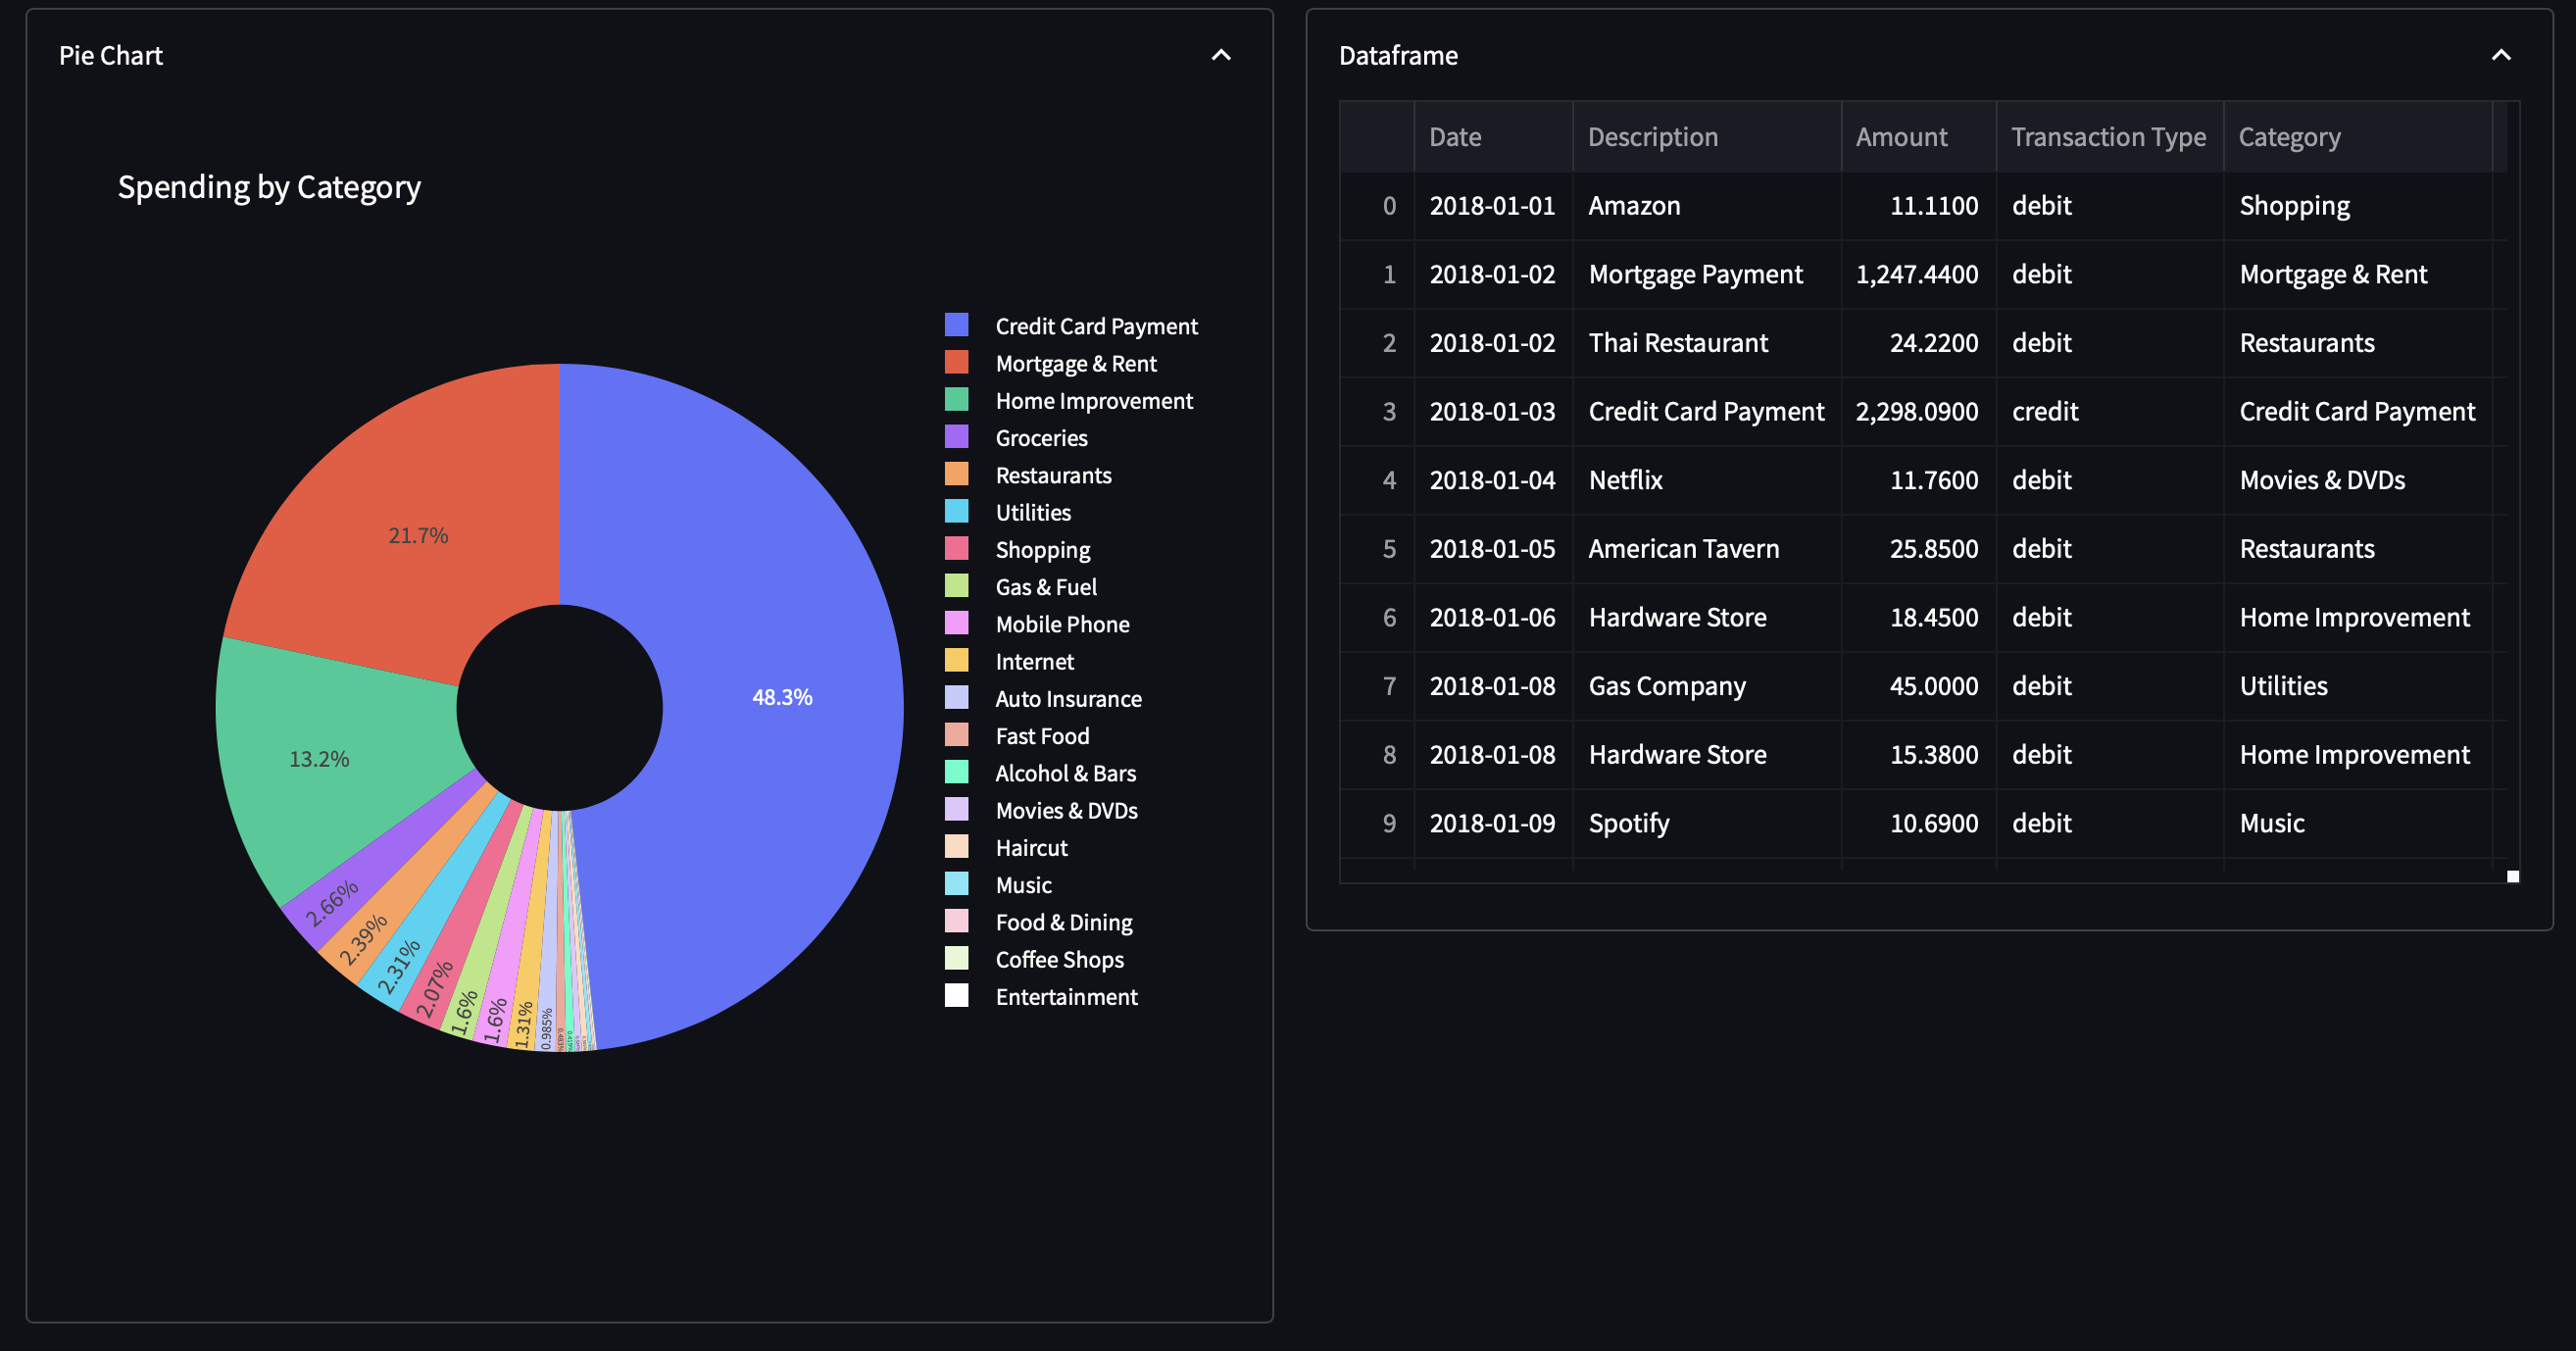 Pie Chart
Spending by Category
Credit Card Payment
Mortgage & Rent
Home Improvement
Groceries
Restaurants
Utilities
Shopping
Gas & Fuel
Mobile Phone
Internet
Auto Insurance
Fast Food
Alcohol & Bars
Movies & DVDs
Haircut
Music
Food & Dining
Coffee Shops
Entertainment
48.3%
21.7%
13.2%
2.66%
2.39%
2.31%
2.07%
1.6%
1.6%
1.31%
0.985%
Dataframe
Date Description Amount Transaction Type Category
0 2018-01-01 Amazon 11.1100 debit Shopping
1 2018-01-02 Mortgage Payment 1,247.4400 debit Mortgage & Rent
2 2018-01-02 Thai Restaurant 24.2200 debit Restaurants
3 2018-01-03 Credit Card Payment 2,298.0900 credit Credit Card Payment
4 2018-01-04 Netflix 11.7600 debit Movies & DVDs
5 2018-01-05 American Tavern 25.8500 debit Restaurants
6 2018-01-06 Hardware Store 18.4500 debit Home Improvement
7 2018-01-08 Gas Company 45.0000 debit Utilities
8 2018-01-08 Hardware Store 15.3800 debit Home Improvement
9 2018-01-09 Spotify 10.6900 debit Music